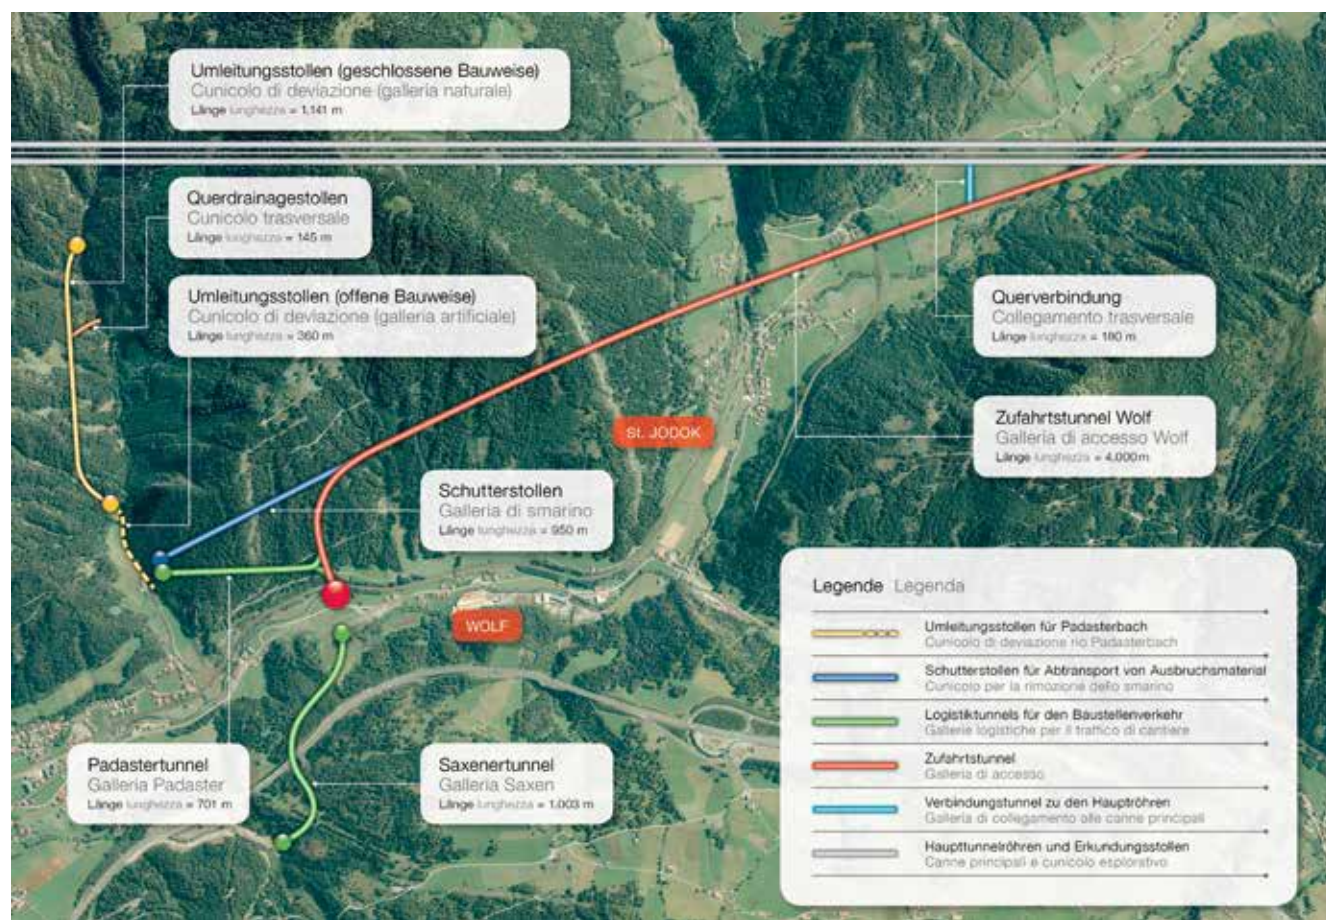 Umleitungsstollen (geschlossene Bauweise)
Cunicolo di deviazione (galleria naturale)
Länge lunghezza = 1.141 m
Querdrainagestollen
Cunicolo trasversale
Länge lunghezza = 145 m
Umleitungsstollen (offene Bauweise)
Cunicolo di deviazione (galleria artificiale)
Länge lunghezza = 360 m
Querverbindung
Collegamento trasversale
Länge lunghezza = 180 m
Zufahrtstunnel Wolf
Galleria di accesso Wolf
Länge lunghezza = 4.000 m
St. JODOK
Schutterstollen
Galleria di smarino
Länge lunghezza = 950 m
WOLF
Padastertunnel
Galleria Padaster
Länge lunghezza = 701 m
Saxenertunnel
Galleria Saxen
Länge lunghezza = 1.003 m
Legende Legenda
Umleitungsstollen für Padasterbach
Cunicolo di deviazione rio Padasterbach
Schutterstollen für Abtransport von Ausbruchsmaterial
Cunicolo per la rimozione dello smarino
Logistiktunnels für den Baustellenverkehr
Gallerie logistiche per il traffico di cantiere
Zufahrtstunnel
Galleria di accesso
Verbindungstunnel zu den Hauptröhren
Galleria di collegamento alle canne principali
Haupttunnelröhren und Erkundungsstollen
Canne principali e cunicolo esplorativo